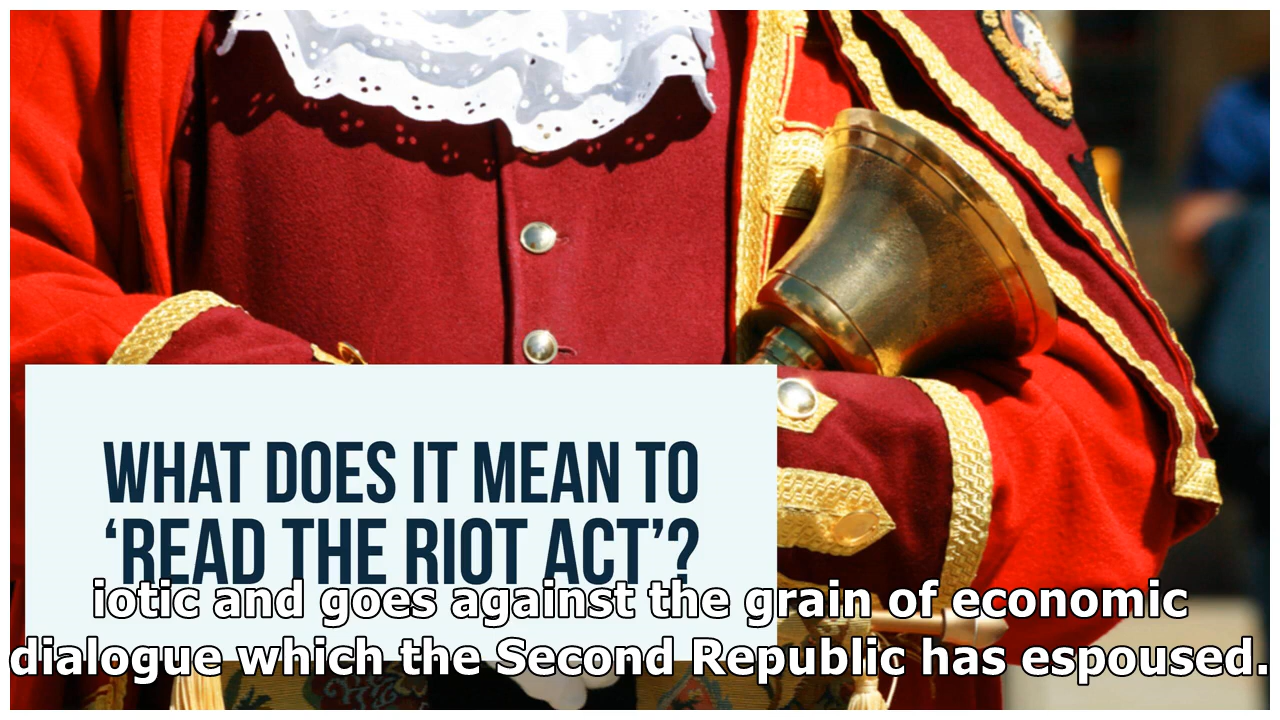 WHAT DOES IT MEAN TO
‘READ THE RIOT ACT’?
iotic and goes against the grain of economic
dialogue which the Second Republic has espoused.